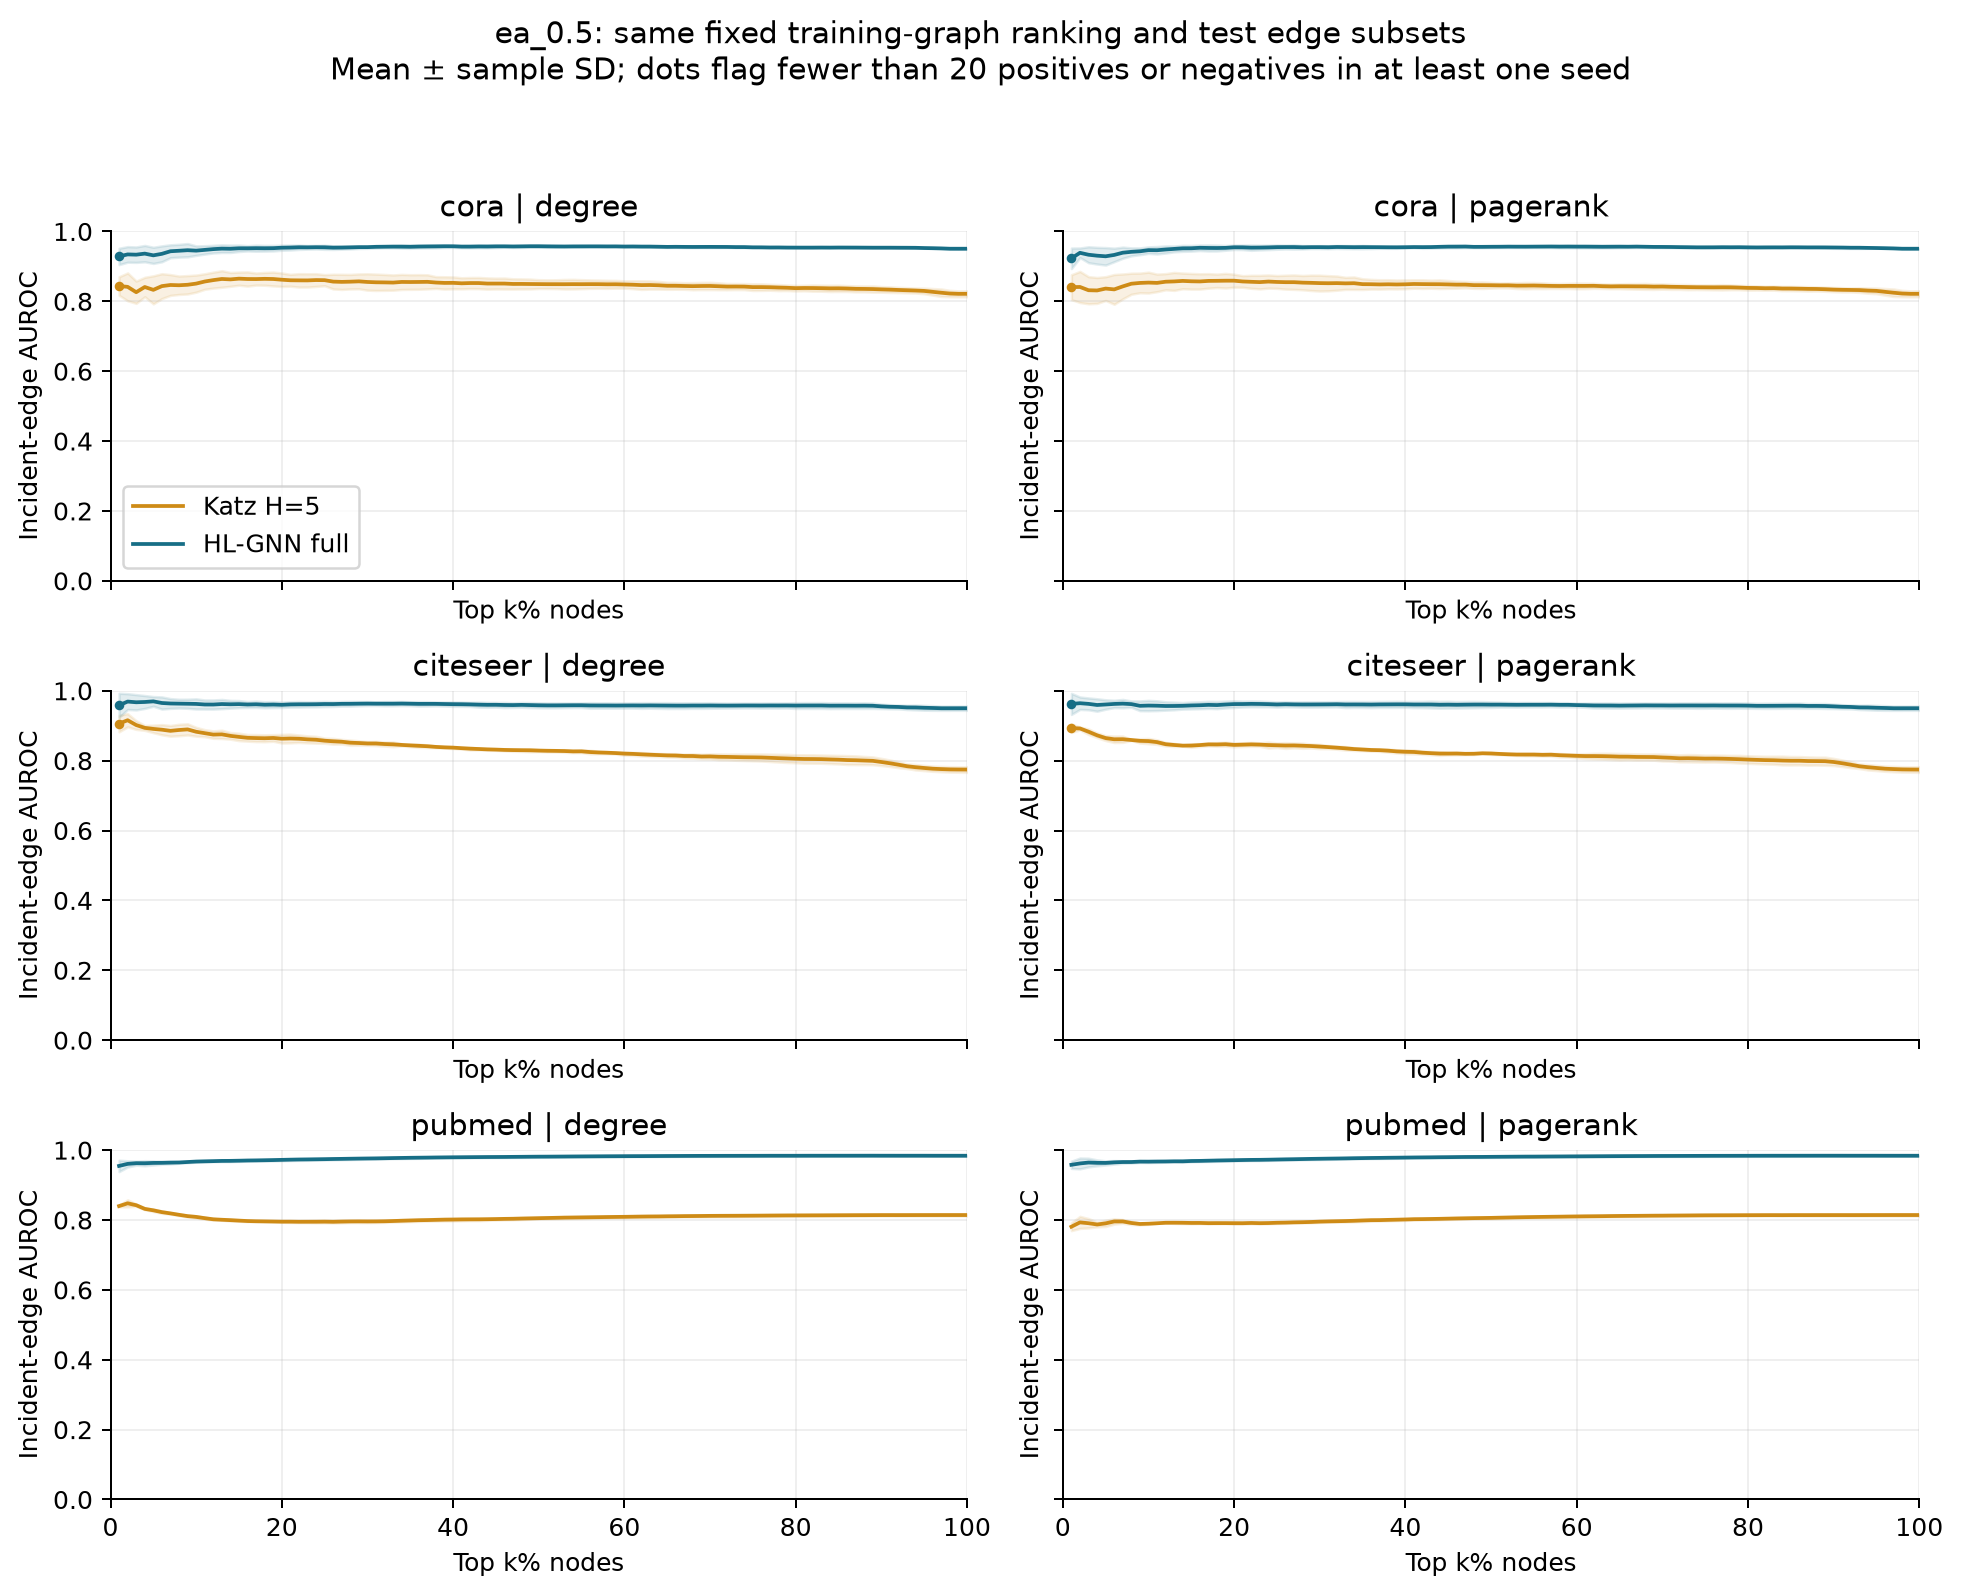 ea_0.5: same fixed training-graph ranking and test edge subsets
Mean ± sample SD; dots flag fewer than 20 positives or negatives in at least one seed
cora | degree
1.0
0.8
0.6
0.4
0.2
0.0
Incident-edge AUROC
Katz H=5
HL-GNN full
Top k% nodes
cora | pagerank
Incident-edge AUROC
Top k% nodes
citeseer | degree
1.0
0.8
0.6
0.4
0.2
0.0
Incident-edge AUROC
Top k% nodes
citeseer | pagerank
Incident-edge AUROC
Top k% nodes
pubmed | degree
1.0
0.8
0.6
0.4
0.2
0.0
Incident-edge AUROC
0 20 40 60 80 100
Top k% nodes
pubmed | pagerank
Incident-edge AUROC
0 20 40 60 80 100
Top k% nodes